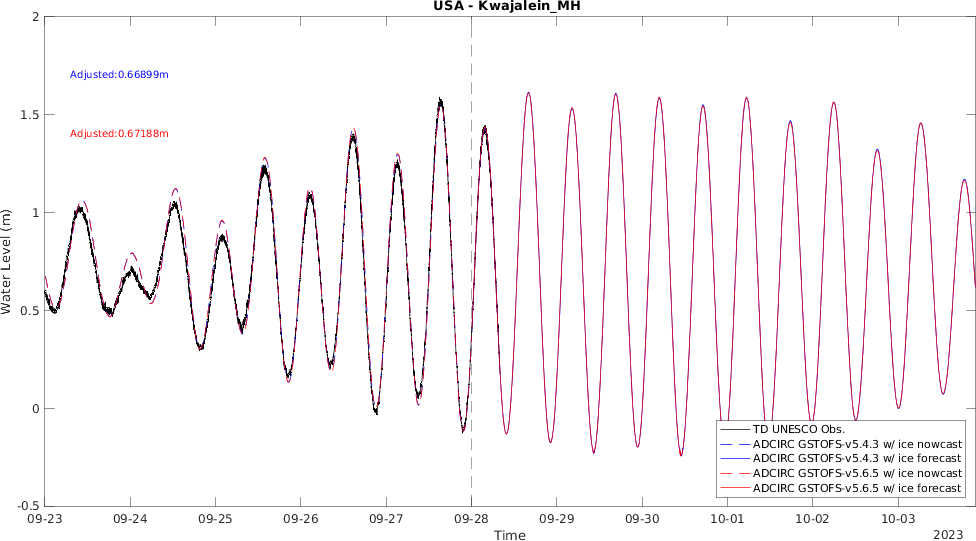 USA - Kwajalein_MH
2
1.5
1
0.5
0
-0.5
Water Level (m)
Adjusted:0.66899m
Adjusted:0.67188m
TD UNESCO Obs.
ADCIRC GSTOFS-v5.4.3 w/ ice nowcast
ADCIRC GSTOFS-v5.4.3 w/ ice forecast
ADCIRC GSTOFS-v5.6.5 w/ ice nowcast
ADCIRC GSTOFS-v5.6.5 w/ ice forecast
09-23 09-24 09-25 09-26 09-27 09-28 09-29 09-30 10-01 10-02 10-03
Time
2023